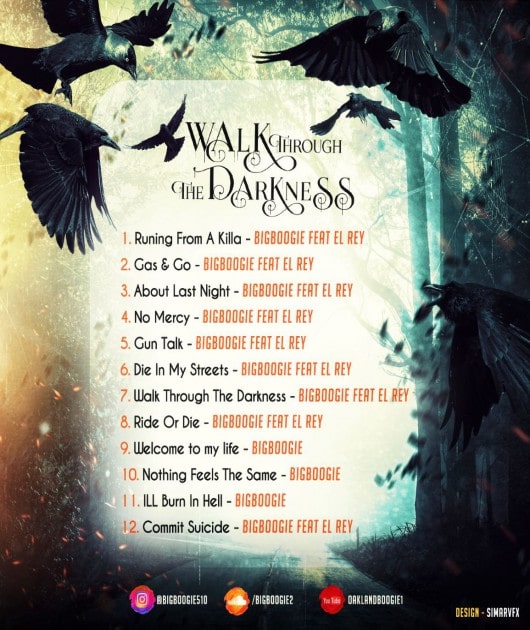 WALK THROUGH
THE DARKNESS
1. Runing From A Killa - BIGBOOGIE FEAT EL REY
2. Gas & Go - BIGBOOGIE FEAT EL REY
3. About Last Night - BIGBOOGIE FEAT EL REY
4. No Mercy - BIGBOOGIE FEAT EL REY
5. Gun Talk - BIGBOOGIE FEAT EL REY
6. Die In My Streets - BIGBOOGIE FEAT EL REY
7. Walk Through The Darkness - BIGBOOGIE FEAT EL REY
8. Ride Or Die - BIGBOOGIE FEAT EL REY
9. Welcome to my life - BIGBOOGIE
10. Nothing Feels The Same - BIGBOOGIE
11. ILL Burn In Hell - BIGBOOGIE
12. Commit Suicide - BIGBOOGIE FEAT EL REY
@BIGBOOGIE510 /BIGBOOGIE2 You Tube OAKLANDBOOGIE1
DESIGN - SIMARVFX